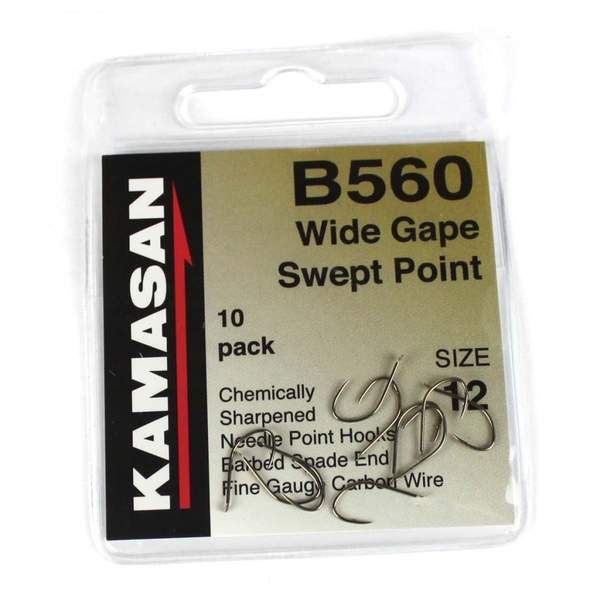 KAMASAN
B560
Wide Gape
Swept Point
10
pack
SIZE
12
Chemically
Sharpened
Needle Point Hooks
Barbed Spade End
Fine Gauge Carbon Wire